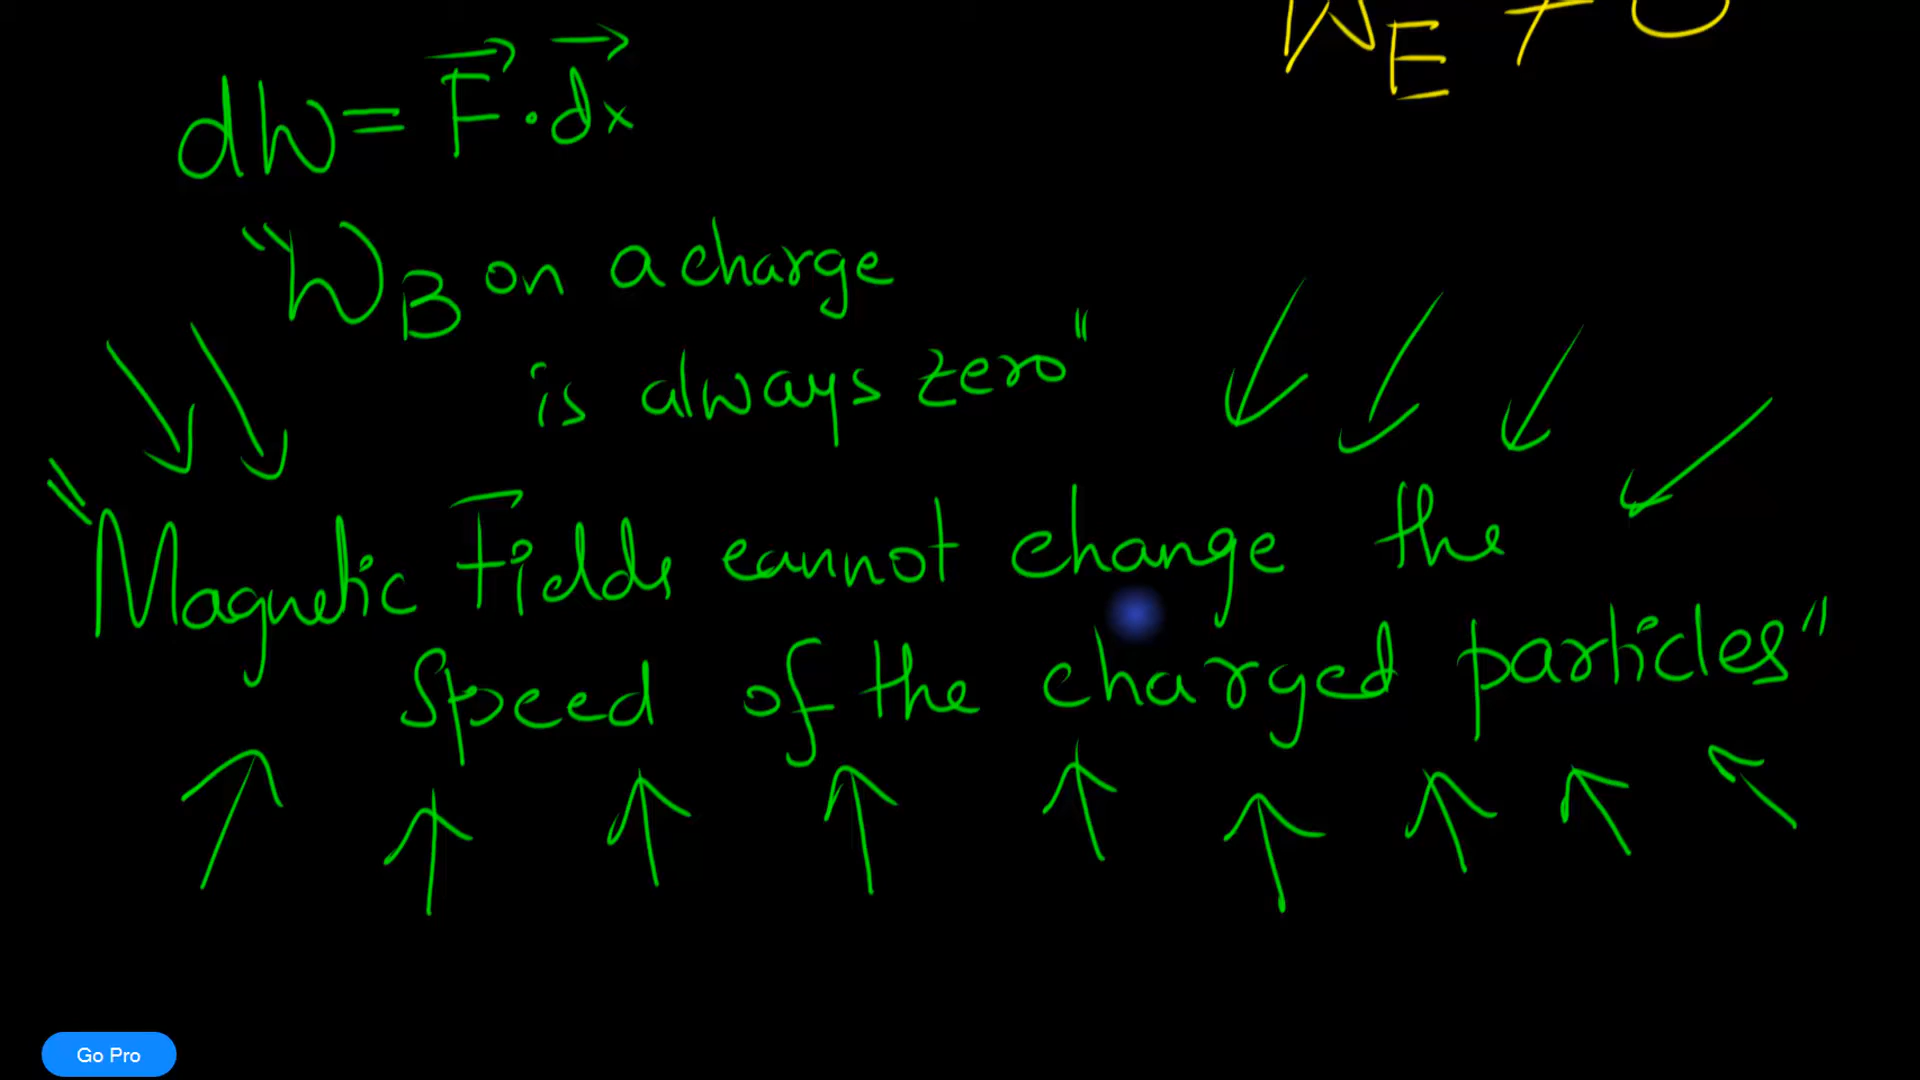 W_E ≠ 0
dW = F⃗ · dx⃗
"W_B on a charge
is always zero"
"Magnetic Fields cannot change the
speed of the charged particles"
Go Pro